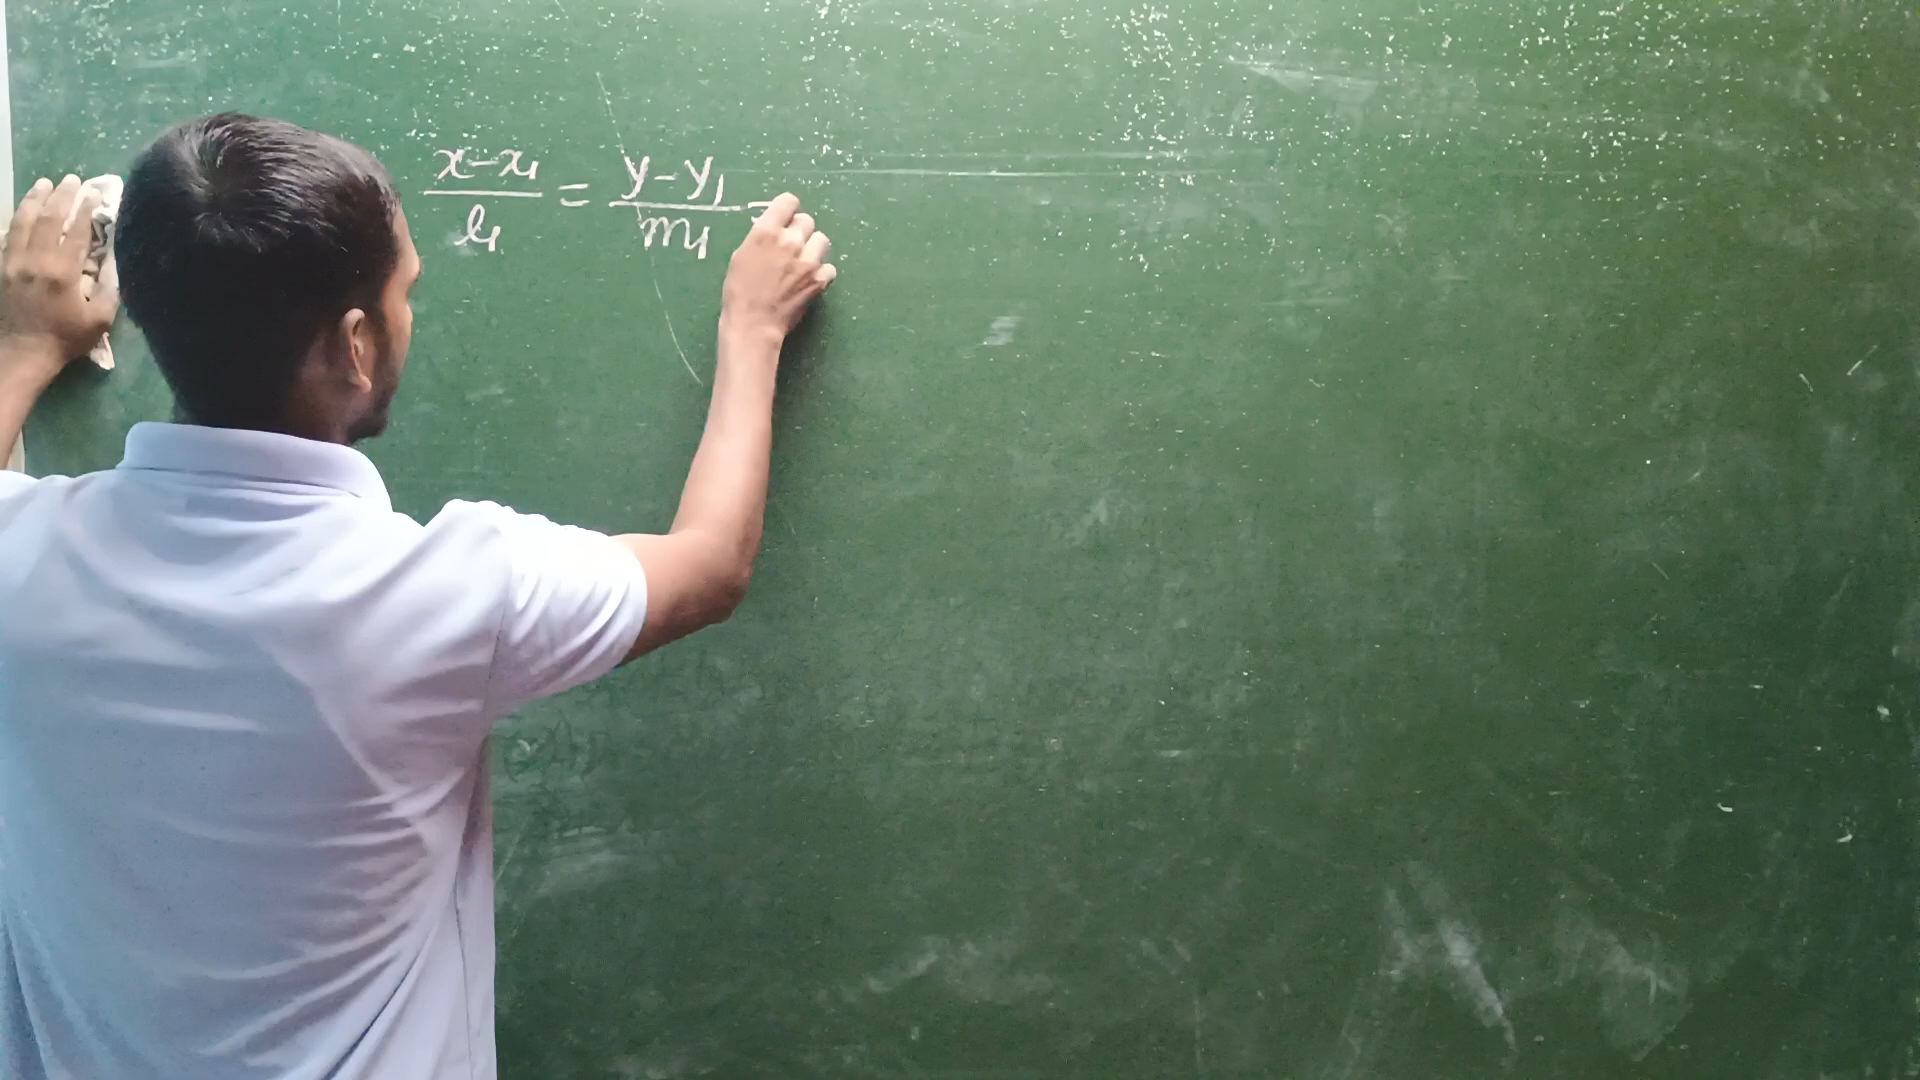 x-x₁/l₁ = y-y₁/m₁ =